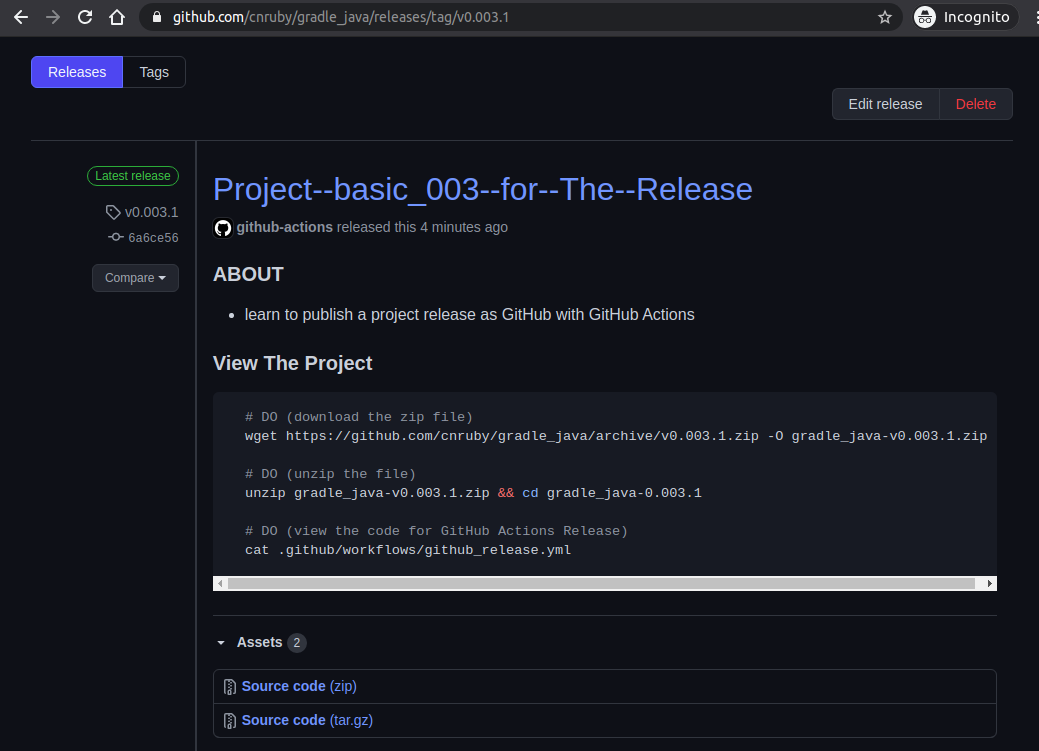 github.com/cnruby/gradle_java/releases/tag/v0.003.1
Incognito
Releases
Tags
Edit release
Delete
Latest release
v0.003.1
6a6ce56
Compare
Project--basic_003--for--The--Release
github-actions released this 4 minutes ago
ABOUT
• learn to publish a project release as GitHub with GitHub Actions
View The Project
# DO (download the zip file)
wget https://github.com/cnruby/gradle_java/archive/v0.003.1.zip -O gradle_java-v0.003.1.zip
# DO (unzip the file)
unzip gradle_java-v0.003.1.zip && cd gradle_java-0.003.1
# DO (view the code for GitHub Actions Release)
cat .github/workflows/github_release.yml
Assets 2
Source code (zip)
Source code (tar.gz)